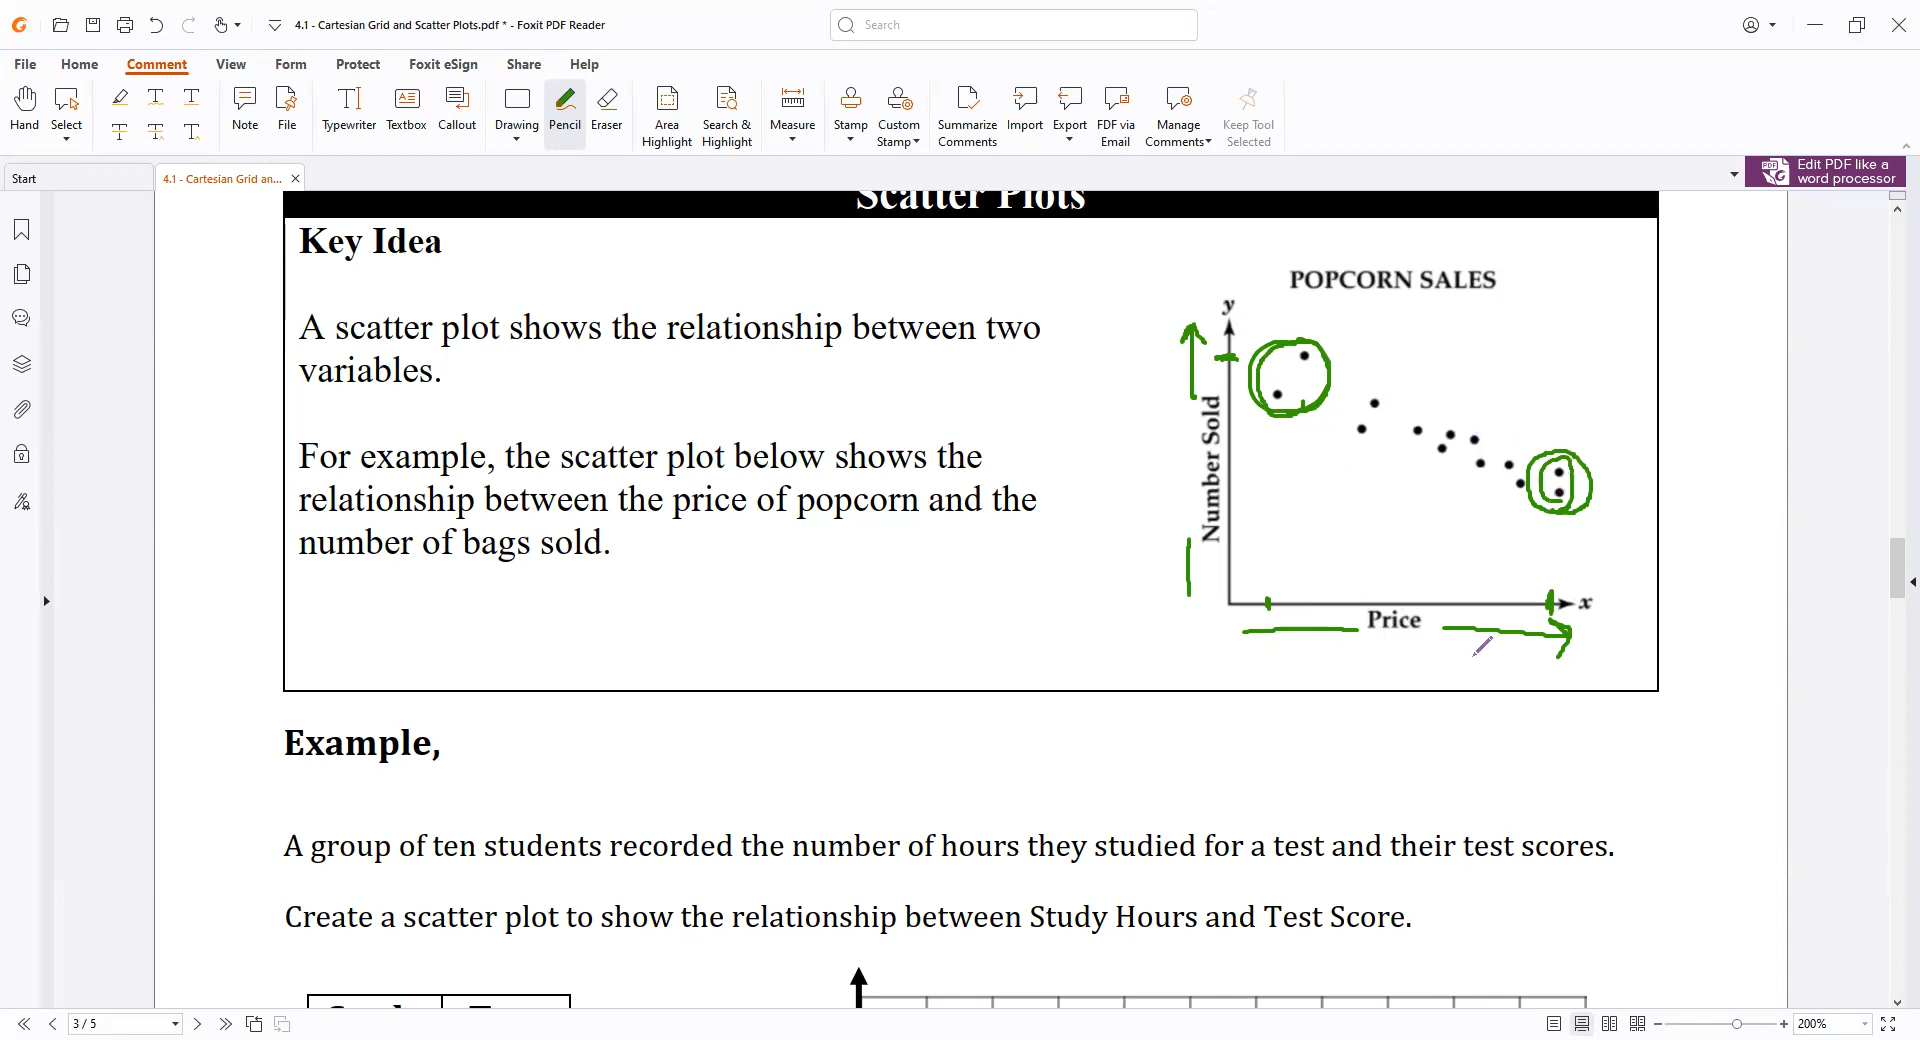 4.1 - Cartesian Grid and Scatter Plots.pdf * - Foxit PDF Reader
Search
File Home Comment View Form Protect Foxit eSign Share Help
Hand Select Note File Typewriter Textbox Callout Drawing Pencil Eraser Area Highlight Search & Highlight Measure Stamp Custom Stamp Summarize Comments Import Export FDF via Email Manage Comments Keep Tool Selected
Start
4.1 - Cartesian Grid an...
Edit PDF like a
word processor
Scatter Plots
Key Idea
A scatter plot shows the relationship between two
variables.
For example, the scatter plot below shows the
relationship between the price of popcorn and the
number of bags sold.
POPCORN SALES
y
Number Sold
x
Price
Example,
A group of ten students recorded the number of hours they studied for a test and their test scores.
Create a scatter plot to show the relationship between Study Hours and Test Score.
3 / 5
200%